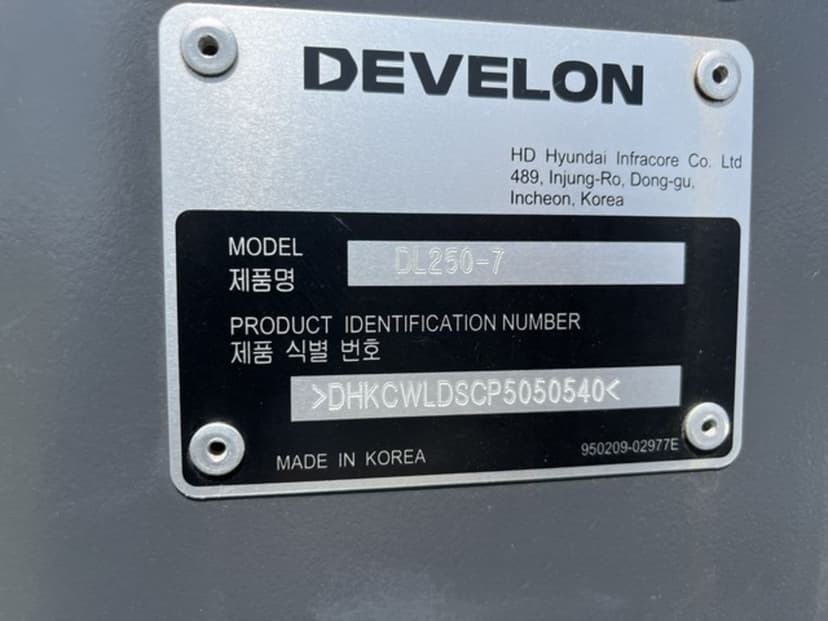 DEVELON
HD Hyundai Infracore Co. Ltd
489, Injung-Ro, Dong-gu,
Incheon, Korea
MODEL DL250-7
제품명
PRODUCT IDENTIFICATION NUMBER
제품 식별 번호
>DHKCWLDSCP5050540<
MADE IN KOREA 950209-02977E